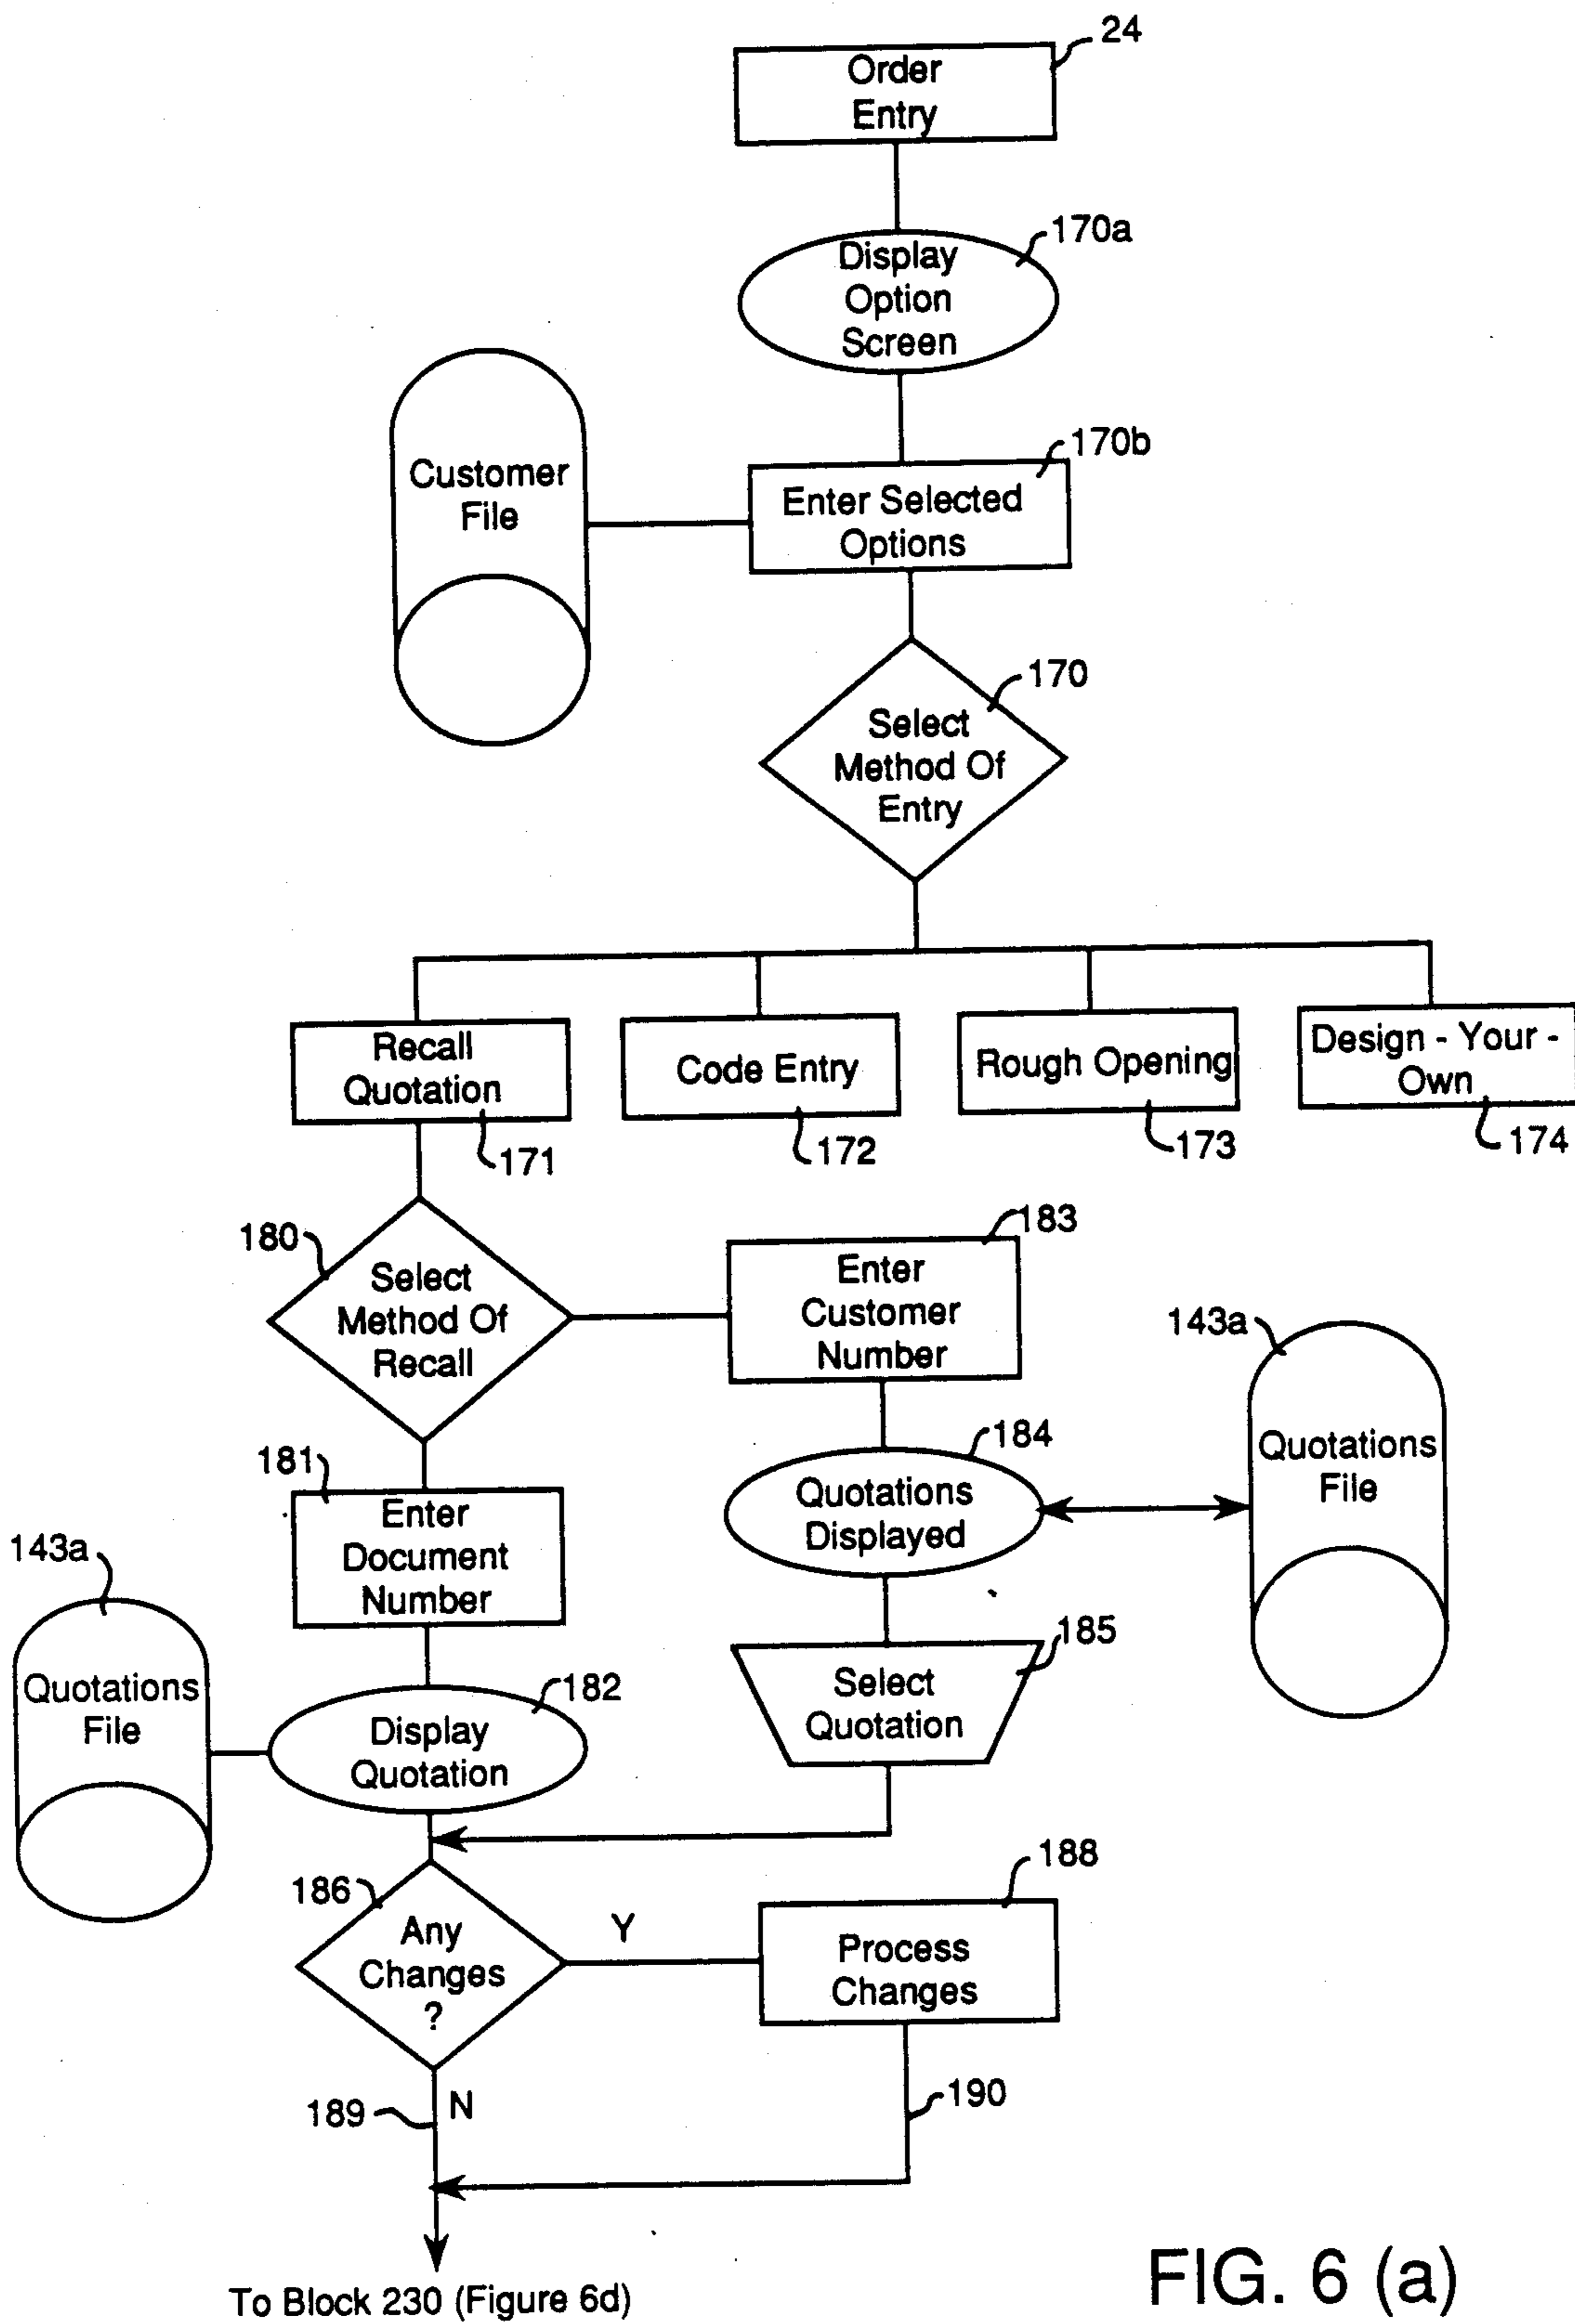 24
Order
Entry
170a
Display
Option
Screen
170b
Customer
File
Enter Selected
Options
170
Select
Method Of
Entry
Recall
Quotation
Code Entry
Rough Opening
Design - Your -
Own
171
172
173
174
180
Select
Method Of
Recall
183
Enter
Customer
Number
143a
Quotations
File
184
Quotations
Displayed
181
Enter
Document
Number
143a
Quotations
File
182
Display
Quotation
185
Select
Quotation
186
Any
Changes
?
Y
188
Process
Changes
189
N
190
To Block 230 (Figure 6d)
FIG. 6 (a)